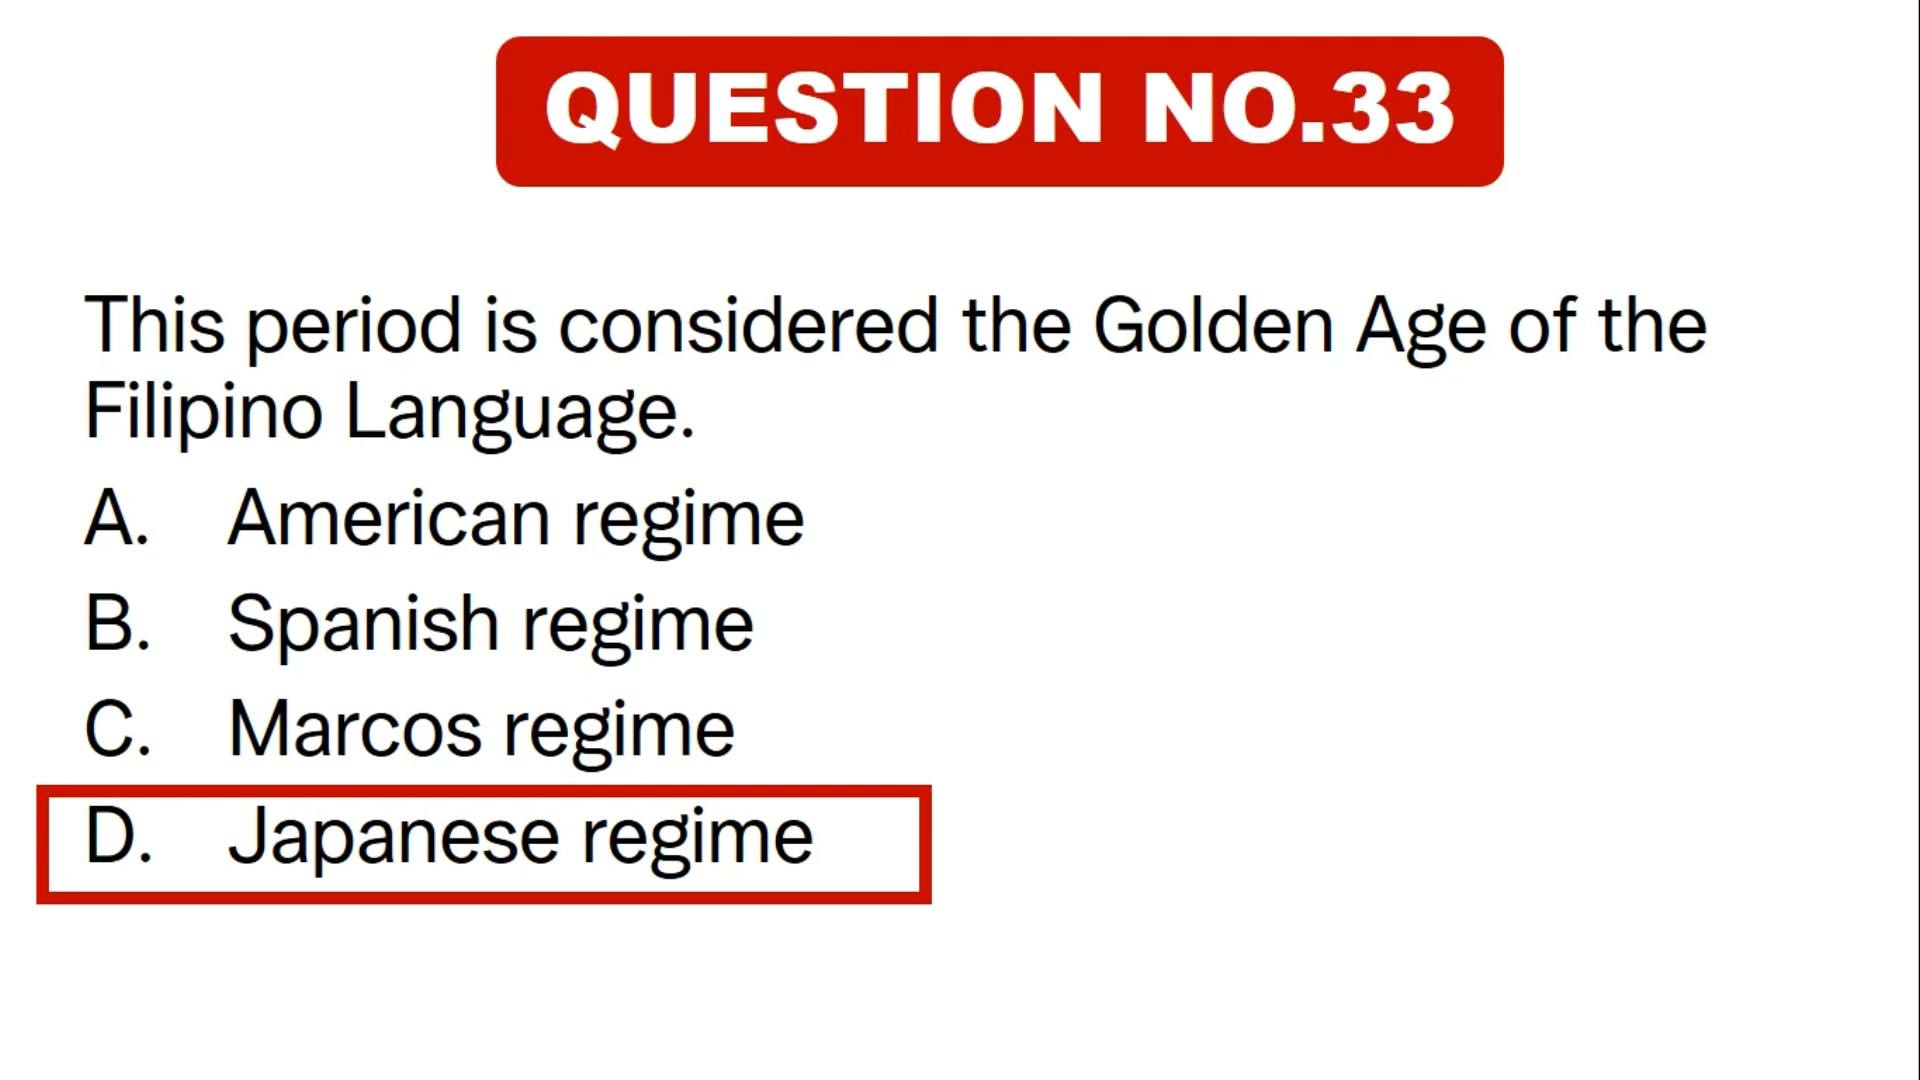 QUESTION NO.33
This period is considered the Golden Age of the
Filipino Language.
A. American regime
B. Spanish regime
C. Marcos regime
D. Japanese regime